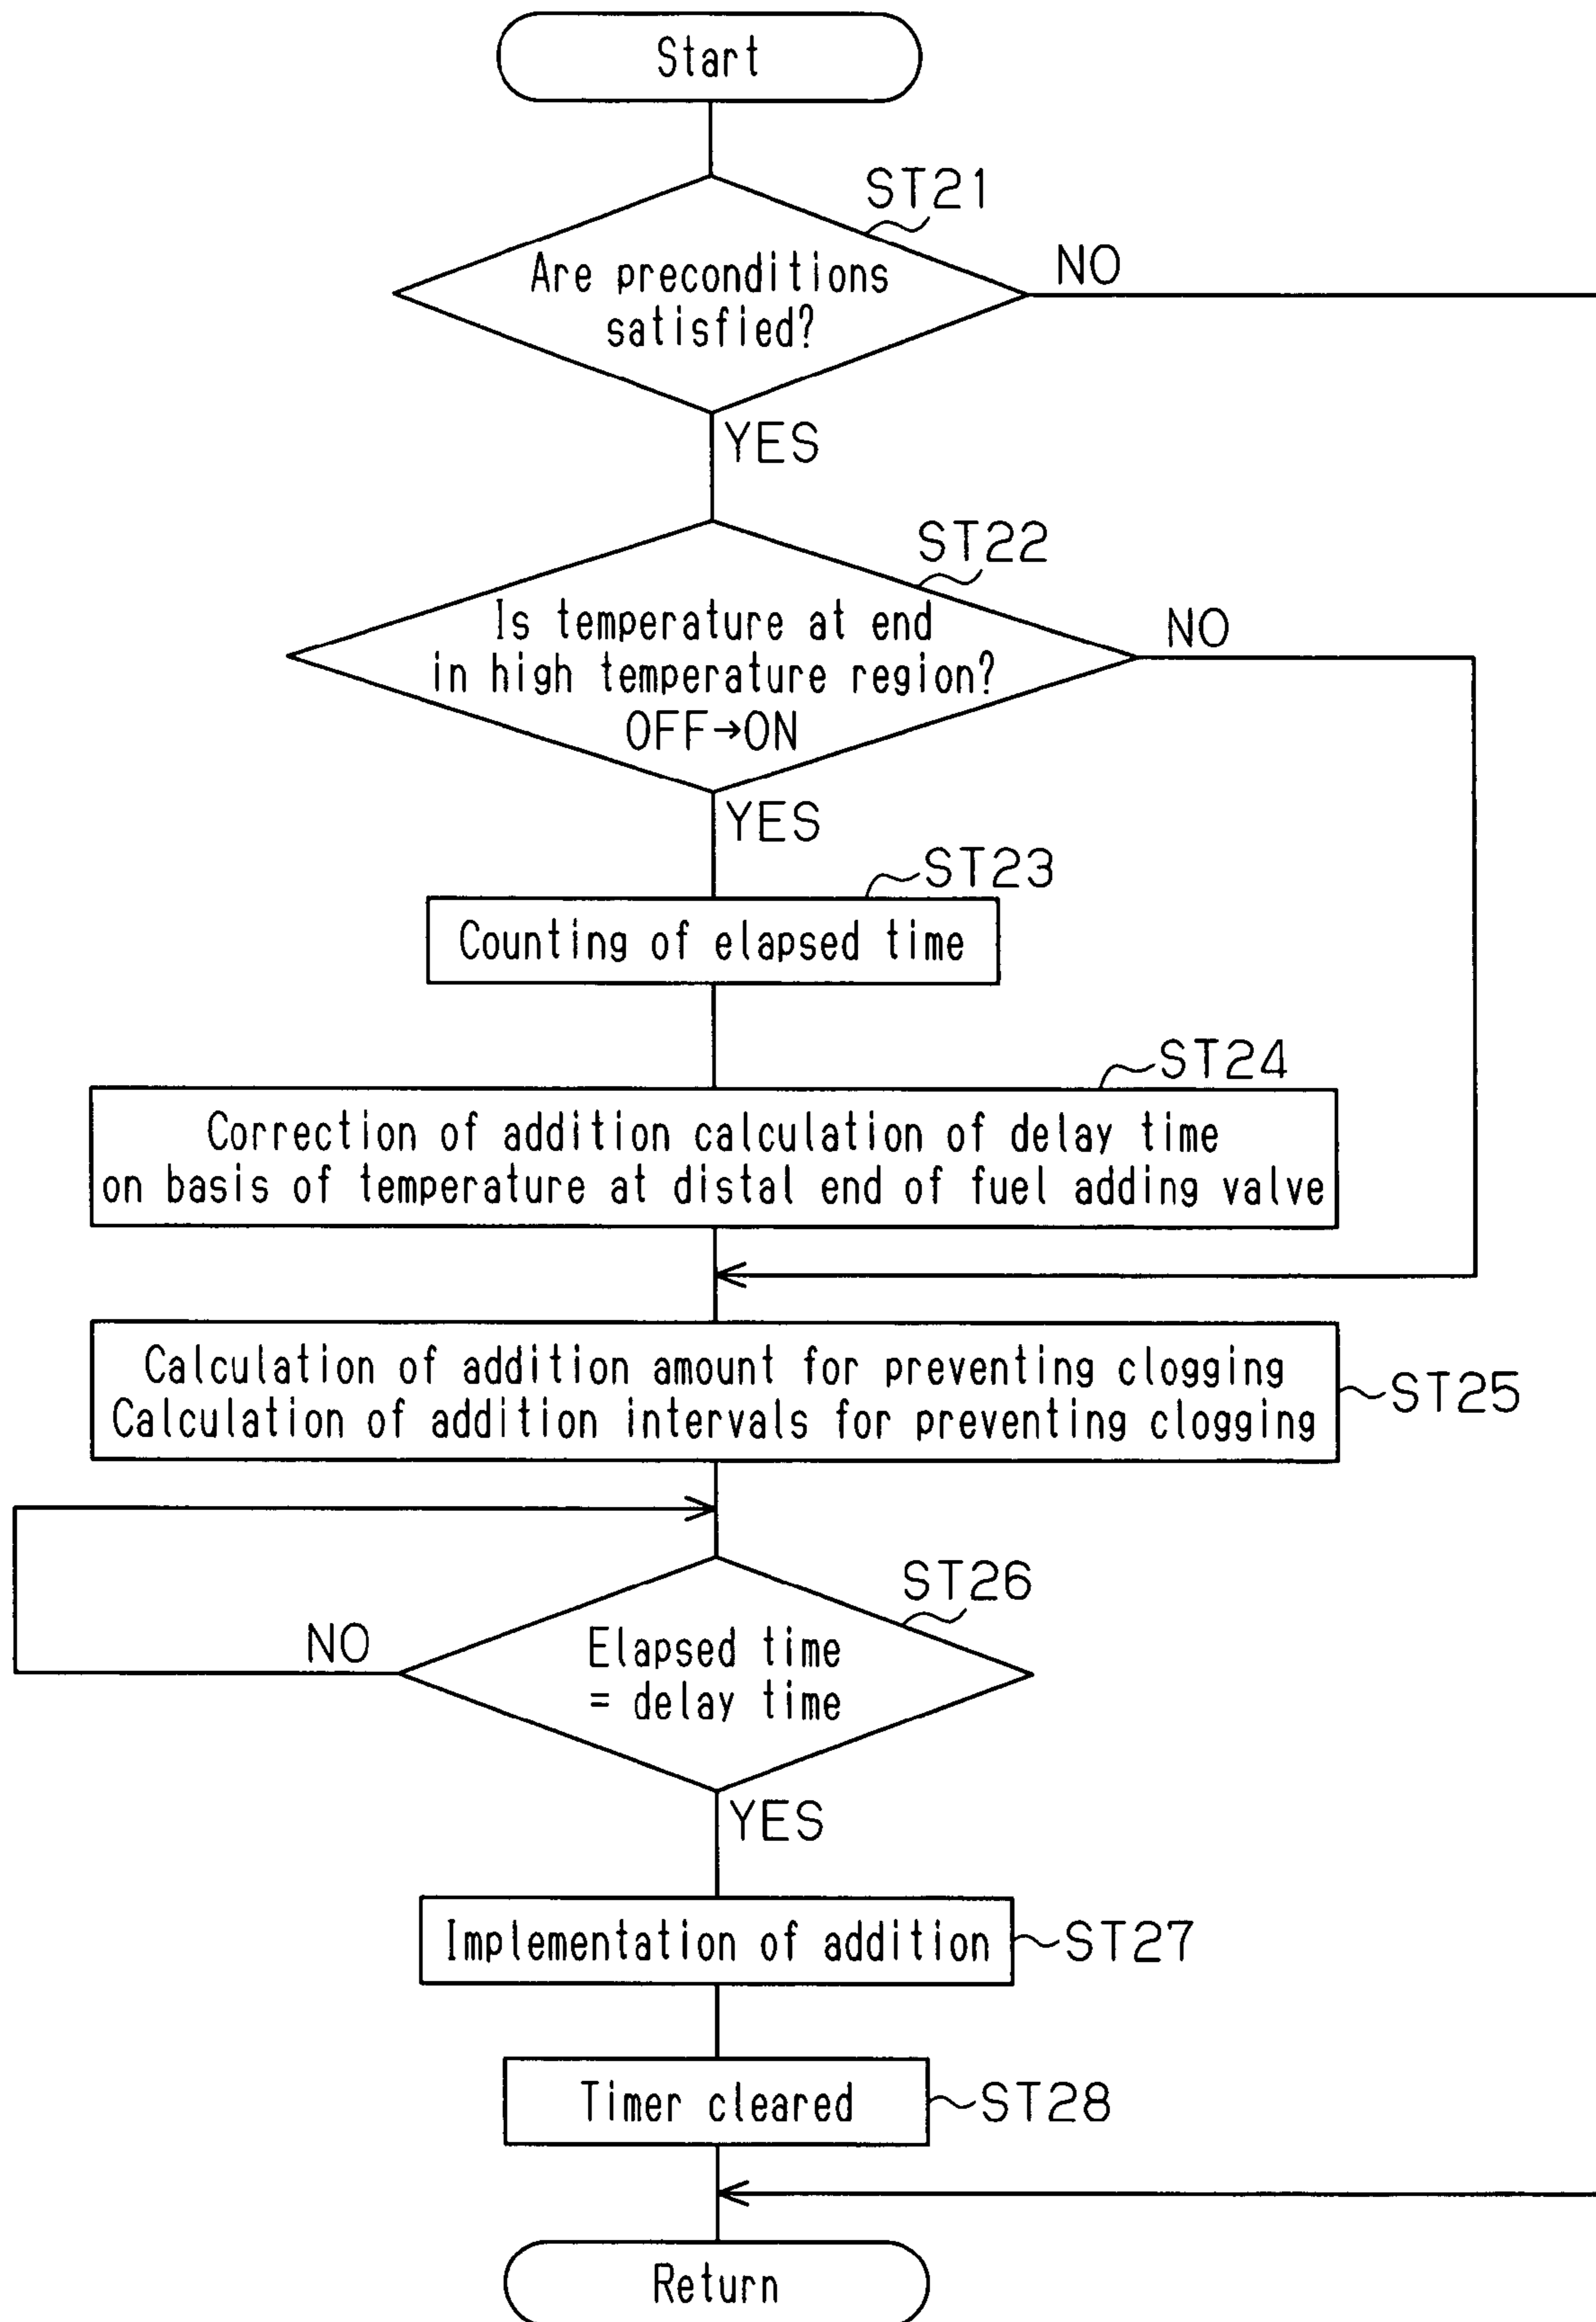 Start
ST21
Are preconditions
satisfied?
NO
YES
ST22
Is temperature at end
in high temperature region?
OFF→ON
NO
YES
ST23
Counting of elapsed time
ST24
Correction of addition calculation of delay time
on basis of temperature at distal end of fuel adding valve
Calculation of addition amount for preventing clogging
Calculation of addition intervals for preventing clogging
ST25
ST26
Elapsed time
= delay time
NO
YES
Implementation of addition
ST27
Timer cleared
ST28
Return